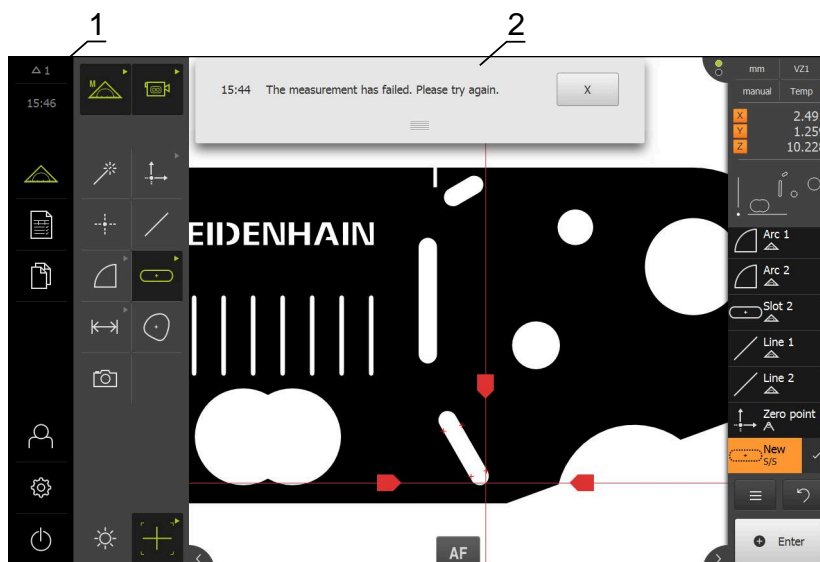 1
2
1
15:46
M
15:44 The measurement has failed. Please try again. X
mm VZ1
manual Temp
X 2.49
Y 1.259
Z 10.228
EIDENHAIN
Arc 1
Arc 2
Slot 2
Line 1
Line 2
Zero point
A
New
5/5
AF
Enter